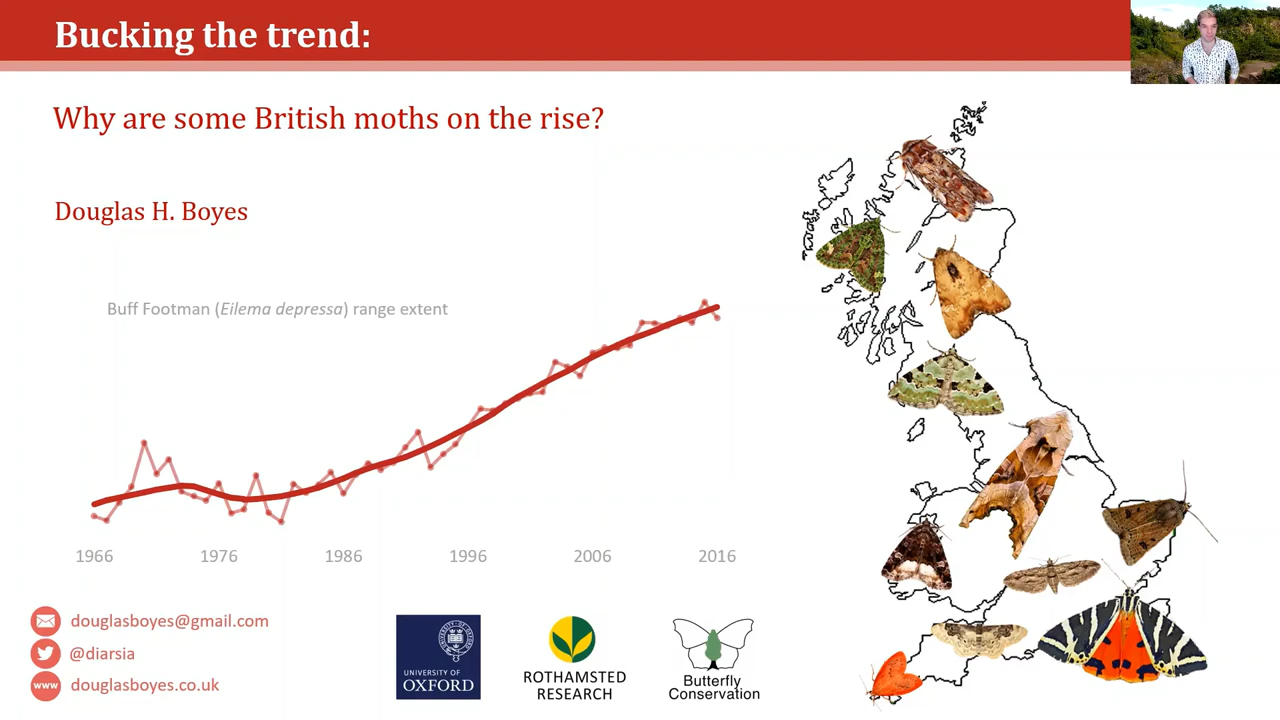 Bucking the trend:
Why are some British moths on the rise?
Douglas H. Boyes
Buff Footman (Eilema depressa) range extent
1966 1976 1986 1996 2006 2016
douglasboyes@gmail.com
@diarsia
www douglasboyes.co.uk
UNIVERSITY OF
OXFORD
ROTHAMSTED
RESEARCH
Butterfly
Conservation